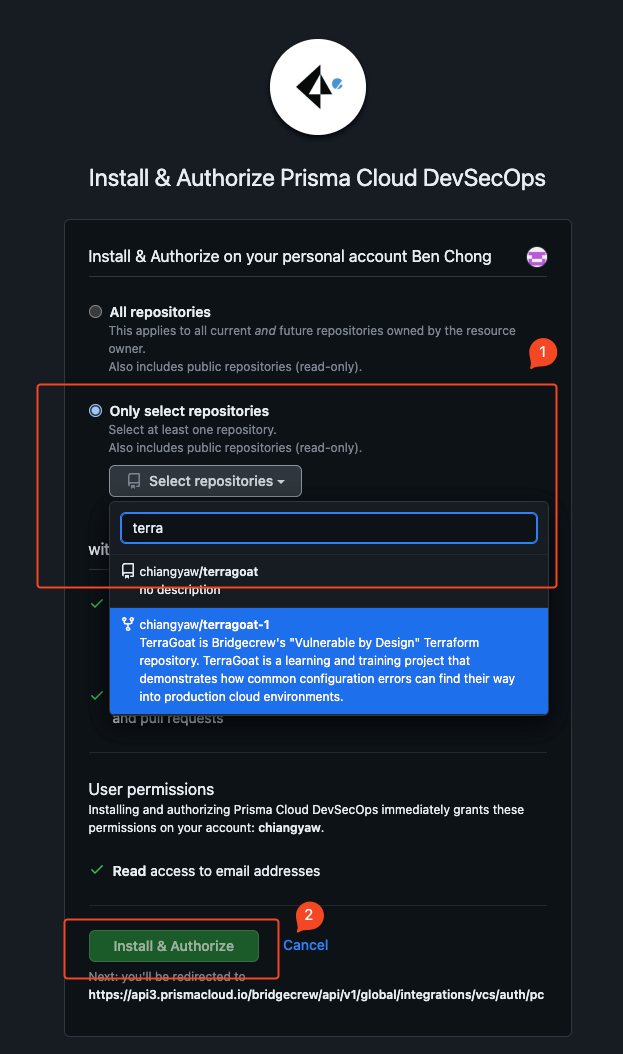 Install & Authorize Prisma Cloud DevSecOps
Install & Authorize on your personal account Ben Chong
All repositories
This applies to all current and future repositories owned by the resource
owner.
Also includes public repositories (read-only).
1
Only select repositories
Select at least one repository.
Also includes public repositories (read-only).
Select repositories
terra
wit
chiangyaw/terragoat
no description
chiangyaw/terragoat-1
TerraGoat is Bridgecrew's "Vulnerable by Design" Terraform
repository. TerraGoat is a learning and training project that
demonstrates how common configuration errors can find their way
into production cloud environments.
and pull requests
User permissions
Installing and authorizing Prisma Cloud DevSecOps immediately grants these
permissions on your account: chiangyaw.
Read access to email addresses
2
Install & Authorize
Cancel
Next: you'll be redirected to
https://api3.prismacloud.io/bridgecrew/api/v1/global/integrations/vcs/auth/pc